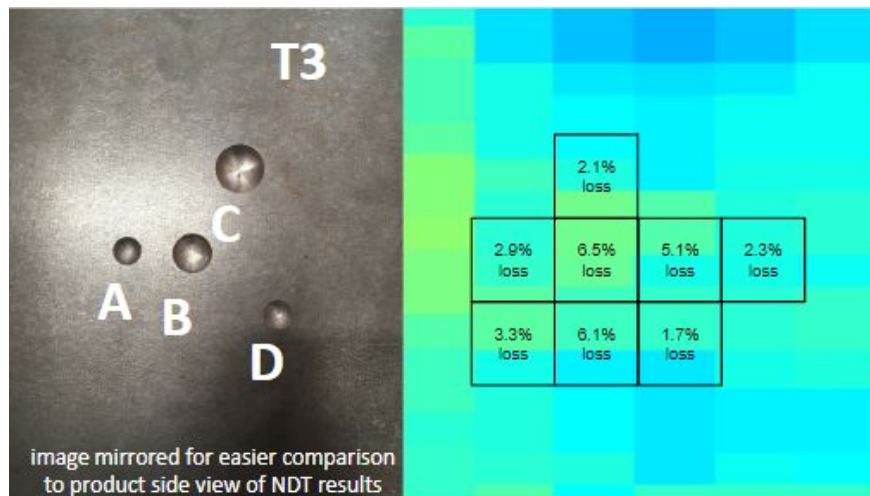 T3
C
A
B
D
image mirrored for easier comparison
to product side view of NDT results
2.1%
loss
2.9%
loss
6.5%
loss
5.1%
loss
2.3%
loss
3.3%
loss
6.1%
loss
1.7%
loss